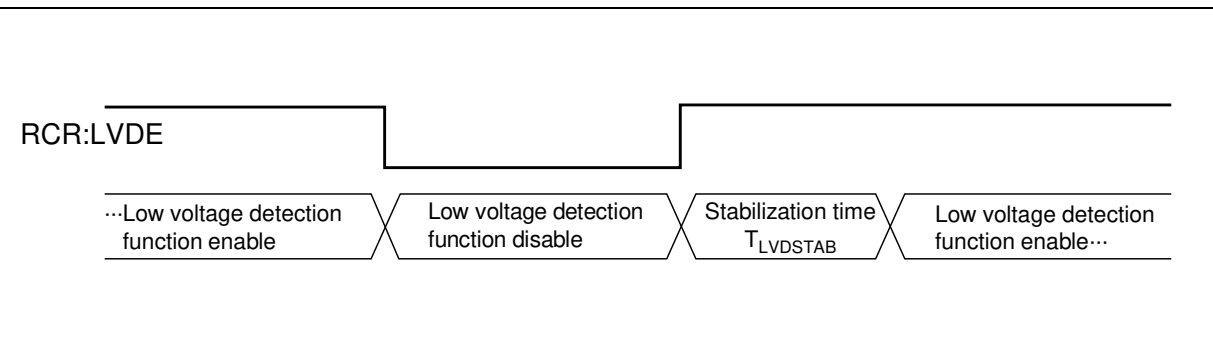 RCR:LVDE
···Low voltage detection
function enable
Low voltage detection
function disable
Stabilization time
TLVDSTAB
Low voltage detection
function enable···